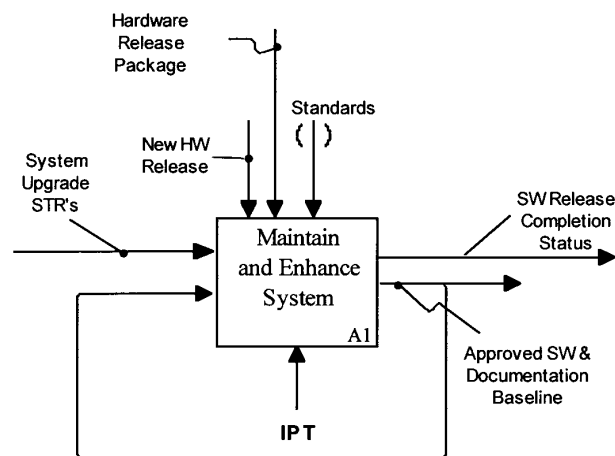 Hardware
Release
Package
Standards
( )
New HW
Release
System
Upgrade
STR's
Maintain
and Enhance
System
A1
SW Release
Completion
Status
Approved SW &
Documentation
Baseline
IPT